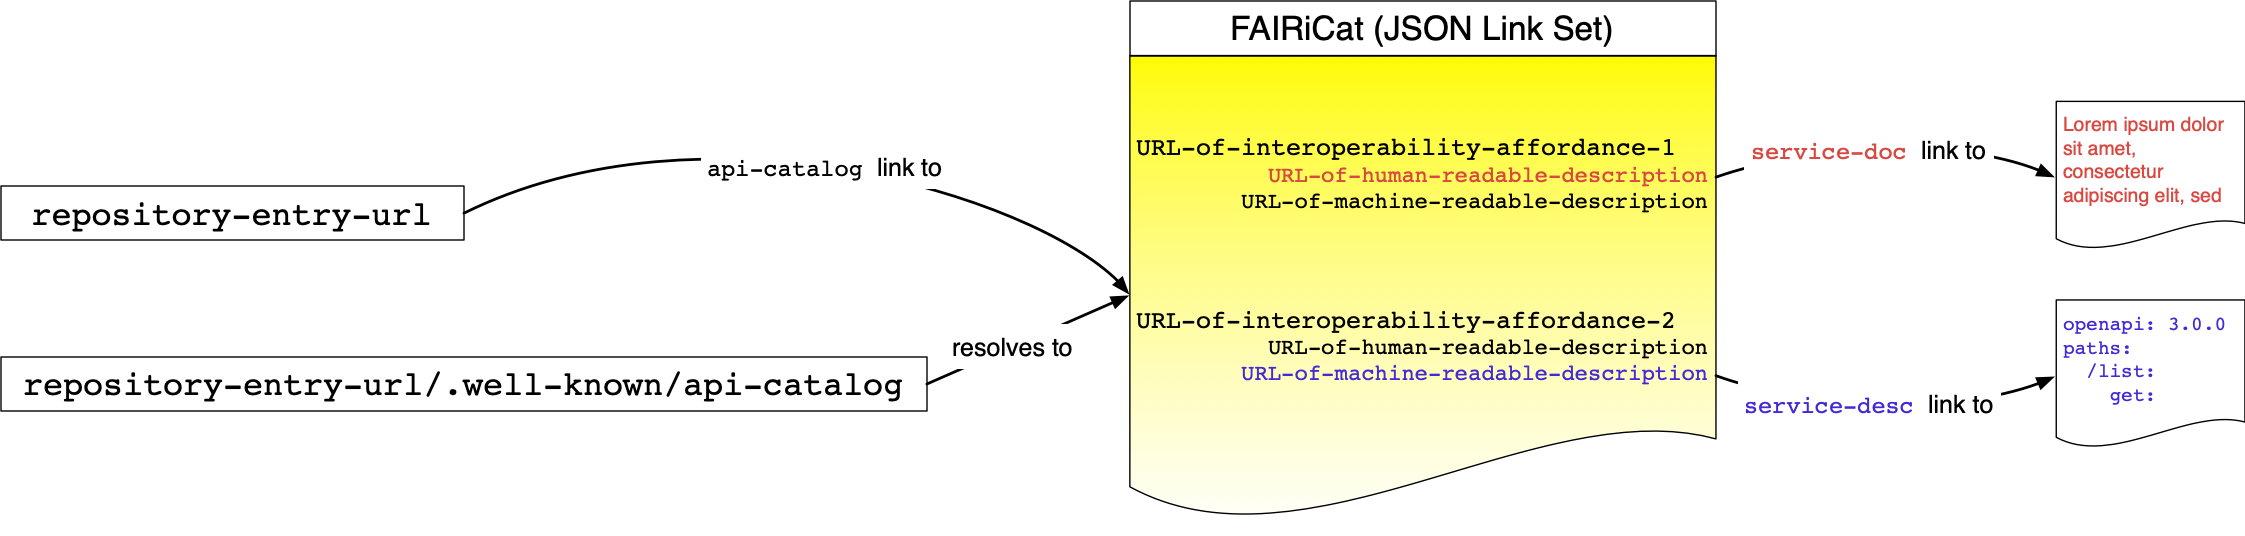 FAIRiCat (JSON Link Set)
repository-entry-url
api-catalog link to
repository-entry-url/.well-known/api-catalog
resolves to
URL-of-interoperability-affordance-1
URL-of-human-readable-description
URL-of-machine-readable-description
URL-of-interoperability-affordance-2
URL-of-human-readable-description
URL-of-machine-readable-description
service-doc link to
Lorem ipsum dolor
sit amet,
consectetur
adipiscing elit, sed
service-desc link to
openapi: 3.0.0
paths:
/list:
get: